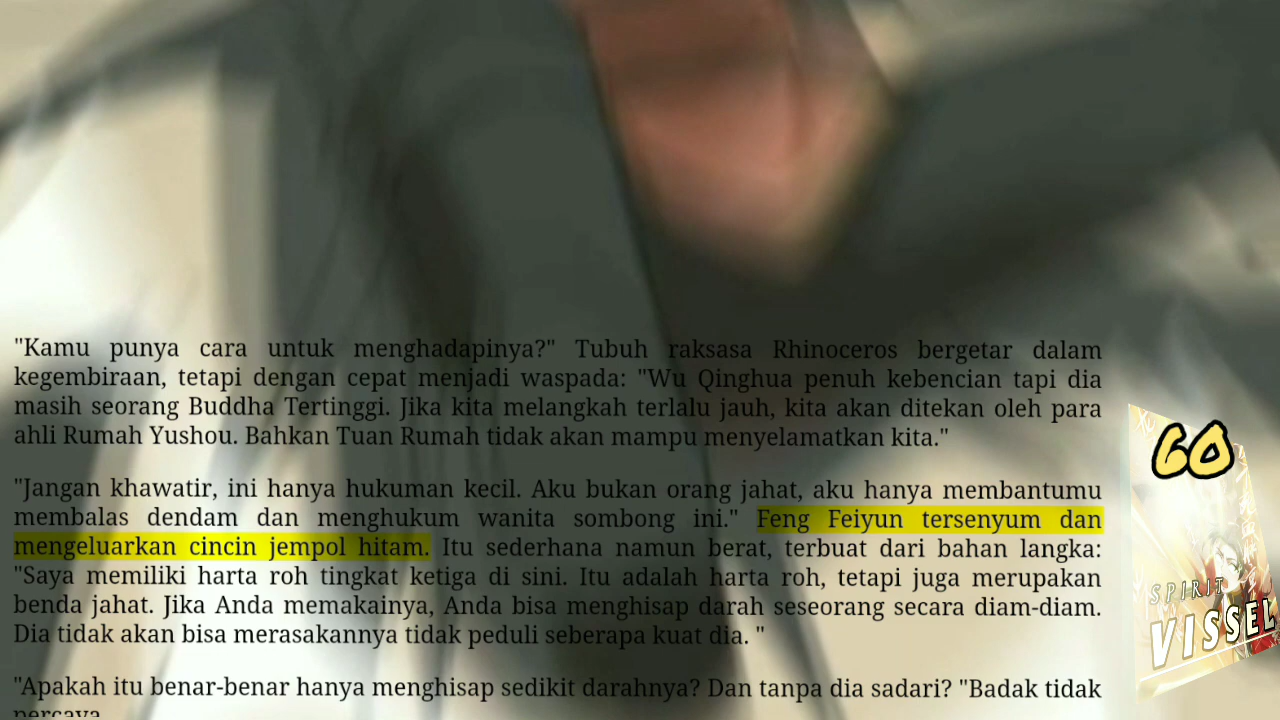 "Kamu punya cara untuk menghadapinya?" Tubuh raksasa Rhinoceros bergetar dalam
kegembiraan, tetapi dengan cepat menjadi waspada: "Wu Qinghua penuh kebencian tapi dia
masih seorang Buddha Tertinggi. Jika kita melangkah terlalu jauh, kita akan ditekan oleh para
ahli Rumah Yushou. Bahkan Tuan Rumah tidak akan mampu menyelamatkan kita."
"Jangan khawatir, ini hanya hukuman kecil. Aku bukan orang jahat, aku hanya membantumu
membalas dendam dan menghukum wanita sombong ini." Feng Feiyun tersenyum dan
mengeluarkan cincin jempol hitam. Itu sederhana namun berat, terbuat dari bahan langka:
"Saya memiliki harta roh tingkat ketiga di sini. Itu adalah harta roh, tetapi juga merupakan
benda jahat. Jika Anda memakainya, Anda bisa menghisap darah seseorang secara diam-diam.
Dia tidak akan bisa merasakannya tidak peduli seberapa kuat dia. "
"Apakah itu benar-benar hanya menghisap sedikit darahnya? Dan tanpa dia sadari? "Badak tidak
percaya.
60
SPIRIT
VISSEL